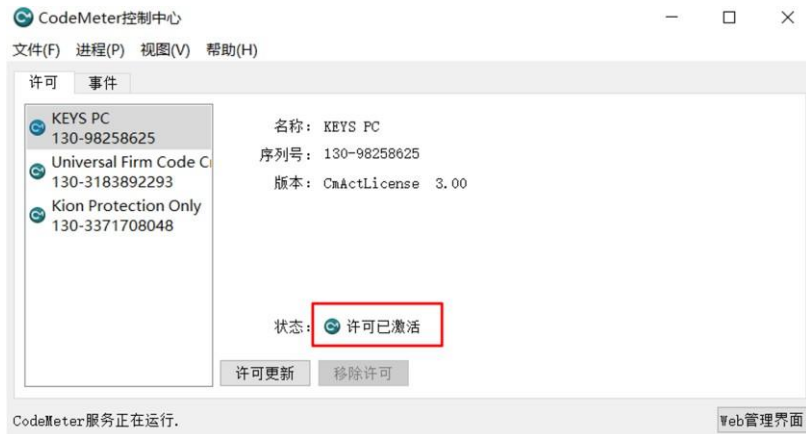 CodeMeter控制中心
文件(F) 进程(P) 视图(V) 帮助(H)
许可 事件
KEYS PC
130-98258625
Universal Firm Code
130-3183892293
Kion Protection Only
130-3371708048
名称: KEYS PC
序列号: 130-98258625
版本: CmActLicense 3.00
状态: 许可已激活
许可更新 移除许可
CodeMeter服务正在运行. Web管理界面